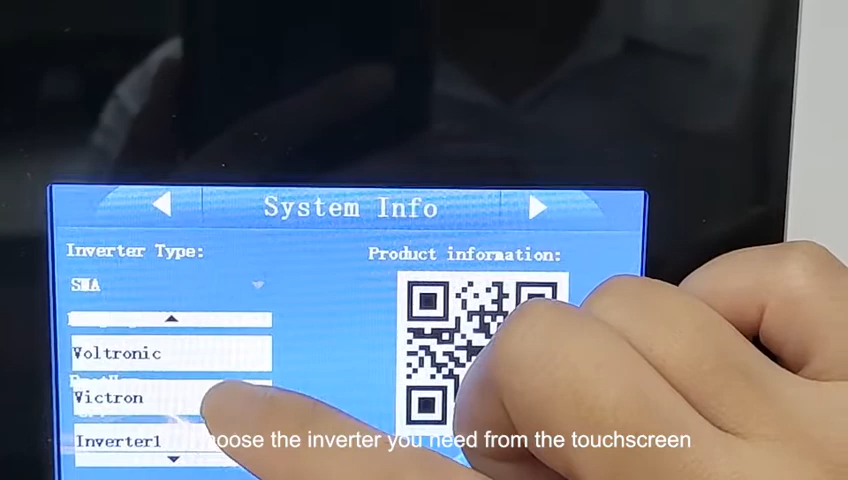 System Info
Inverter Type:
Product information:
SMA
Voltronic
Victron
Inverter1
hoose the inverter you need from the touchscreen